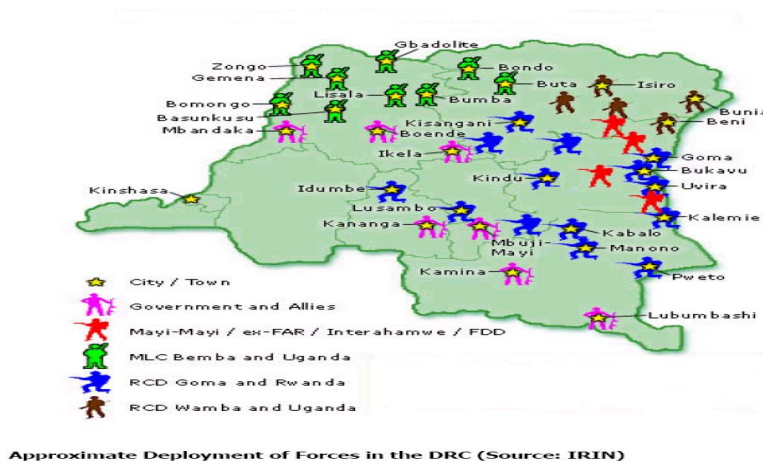 Gbadolite
Zongo
Bondo
Gemena
Buta
Isiro
Lisala
Bumba
Bunia
Bomongo
Basunkusu
Kisangani
Beni
Mbandaka
Boende
Ikela
Goma
Bukavu
Kindu
Uvira
Kinshasa
Idumbe
Lusambo
Kalemie
Kananga
Kabalo
Mbuji-
Mayi
Manono
Kamina
Pweto
City / Town
Government and Allies
Lubumbashi
Mayi-Mayi / ex-FAR / Interahamwe / FDD
MLC Bemba and Uganda
RCD Goma and Rwanda
RCD Wamba and Uganda
Approximate Deployment of Forces in the DRC (Source: IRIN)